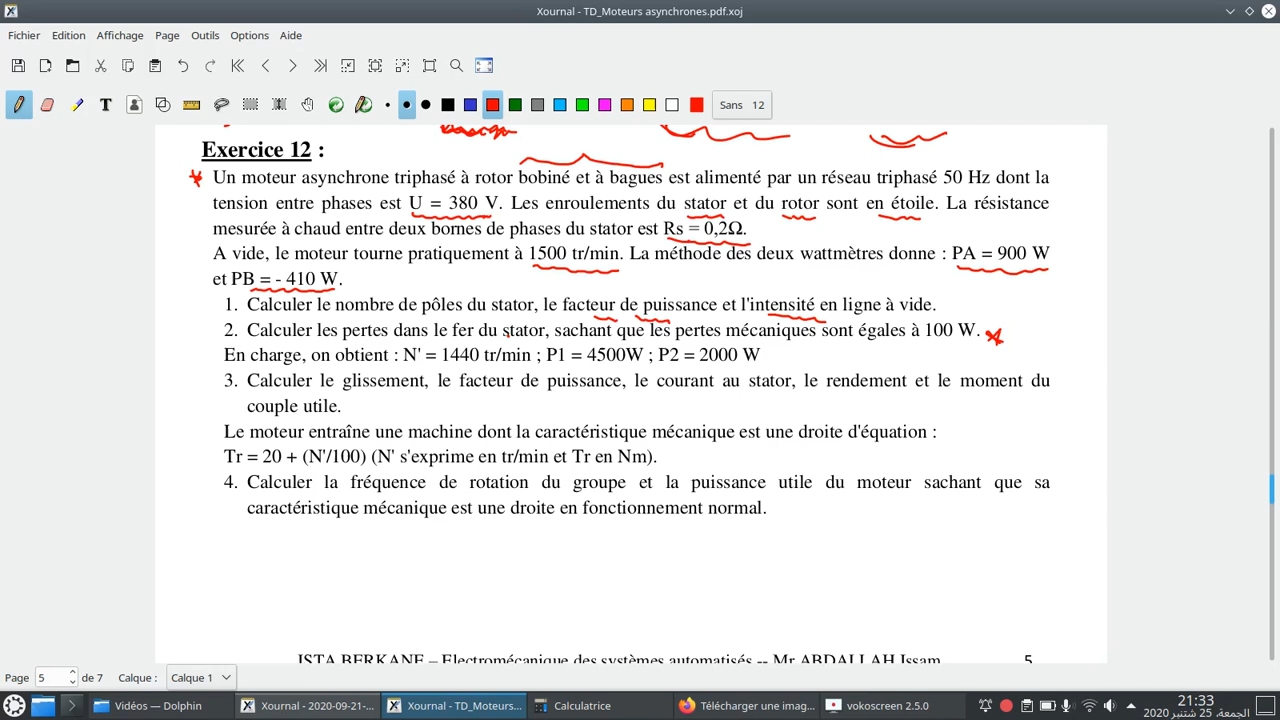 Xournal - TD_Moteurs asynchrones.pdf.xoj
Fichier Edition Affichage Page Outils Options Aide
T Sans 12
Exercice 12 :
Un moteur asynchrone triphasé à rotor bobiné et à bagues est alimenté par un réseau triphasé 50 Hz dont la
tension entre phases est U = 380 V. Les enroulements du stator et du rotor sont en étoile. La résistance
mesurée à chaud entre deux bornes de phases du stator est Rs = 0,2Ω.
A vide, le moteur tourne pratiquement à 1500 tr/min. La méthode des deux wattmètres donne : PA = 900 W
et PB = - 410 W.
1. Calculer le nombre de pôles du stator, le facteur de puissance et l'intensité en ligne à vide.
2. Calculer les pertes dans le fer du stator, sachant que les pertes mécaniques sont égales à 100 W.
En charge, on obtient : N' = 1440 tr/min ; P1 = 4500W ; P2 = 2000 W
3. Calculer le glissement, le facteur de puissance, le courant au stator, le rendement et le moment du
couple utile.
Le moteur entraîne une machine dont la caractéristique mécanique est une droite d'équation :
Tr = 20 + (N'/100) (N' s'exprime en tr/min et Tr en Nm).
4. Calculer la fréquence de rotation du groupe et la puissance utile du moteur sachant que sa
caractéristique mécanique est une droite en fonctionnement normal.
ISTA BERKANE – Electromécanique des systèmes automatisés -- Mr ABDALLAH Issam 5
Page 5 de 7 Calque : Calque 1
Vidéos — Dolphin Xournal - 2020-09-21-... Xournal - TD_Moteurs... Calculatrice Télécharger une imag... vokoscreen 2.5.0 21:33
الجمعة, 25 شتنبر 2020